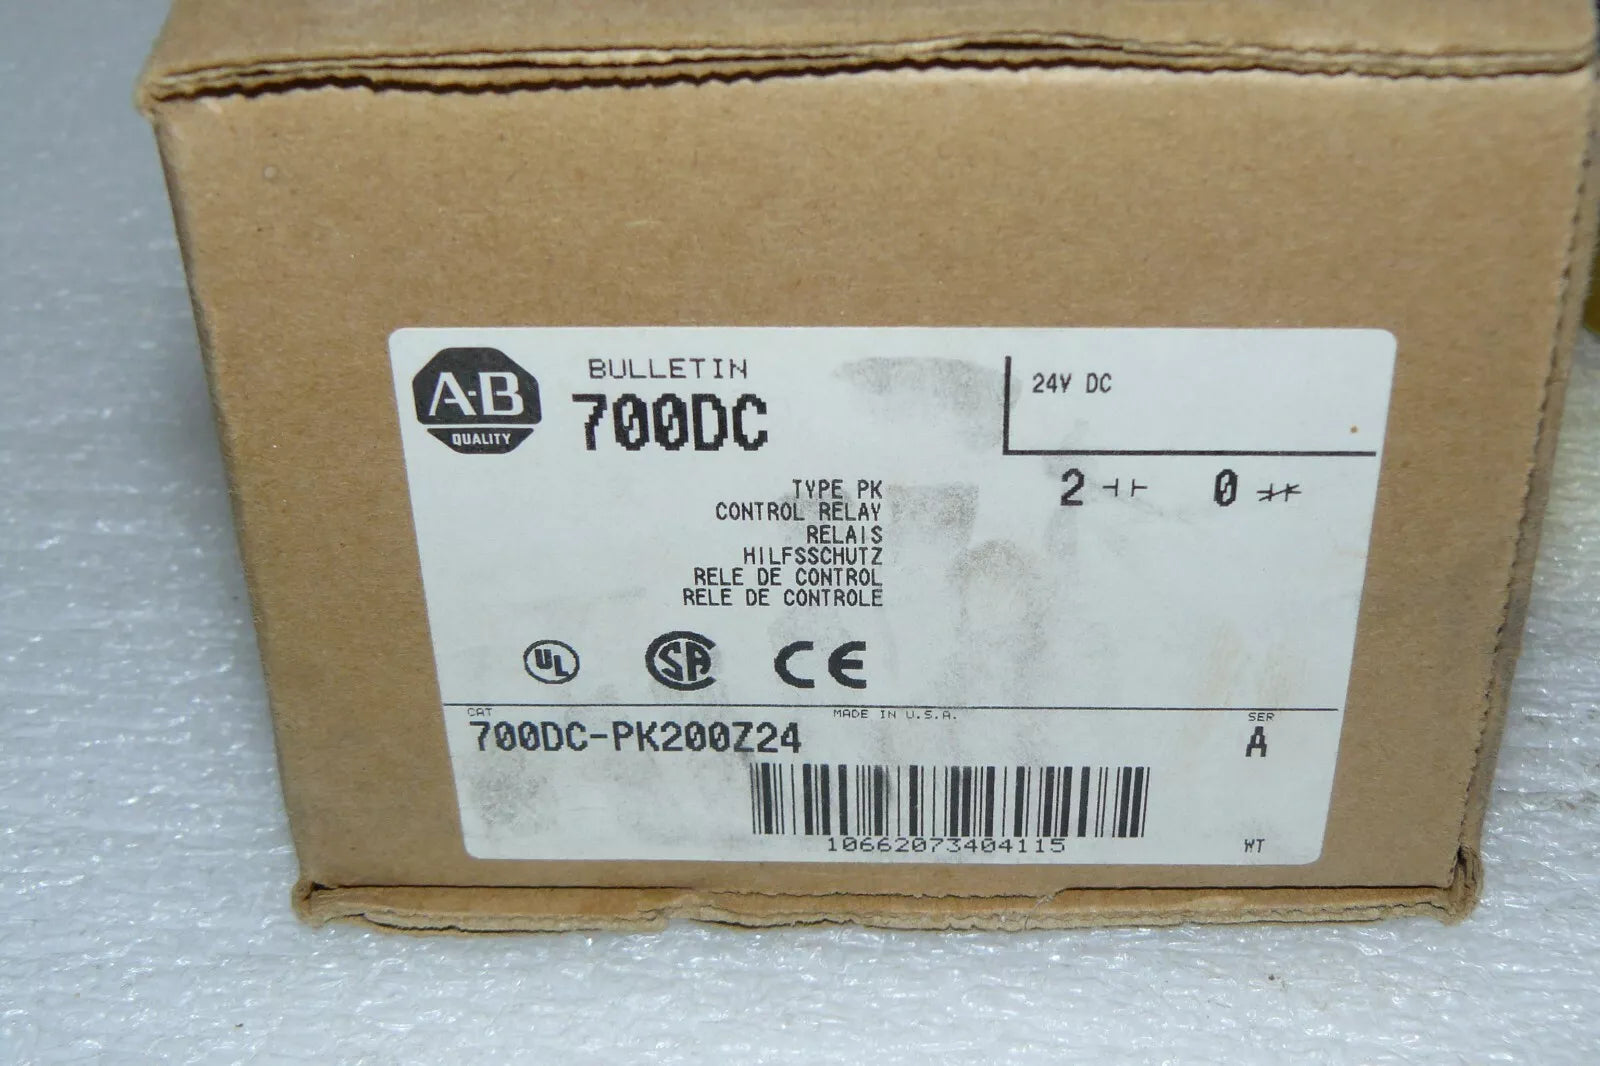 A-B
QUALITY
BULLETIN
700DC
24V DC
2 0
TYPE PK
CONTROL RELAY
RELAIS
HILFSSCHUTZ
RELE DE CONTROL
RELE DE CONTROLE
UL
CSA
CE
CAT
MADE IN U.S.A.
SER
700DC-PK200Z24
A
10662073404115
WT